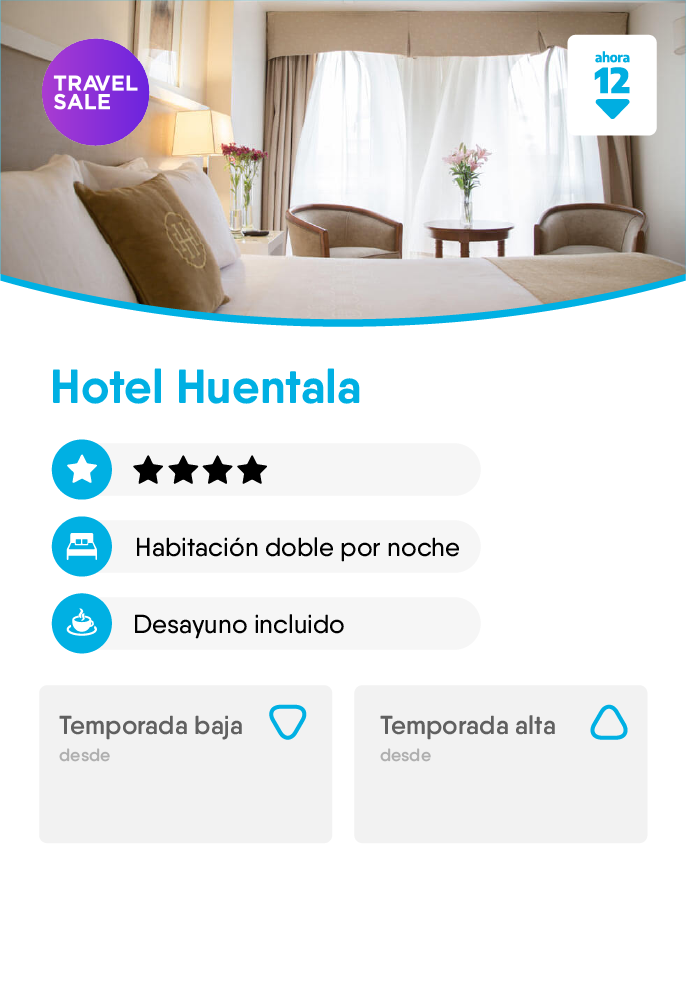 TRAVEL
SALE
ahora
12
Hotel Huentala
Habitación doble por noche
Desayuno incluido
Temporada baja
desde
Temporada alta
desde